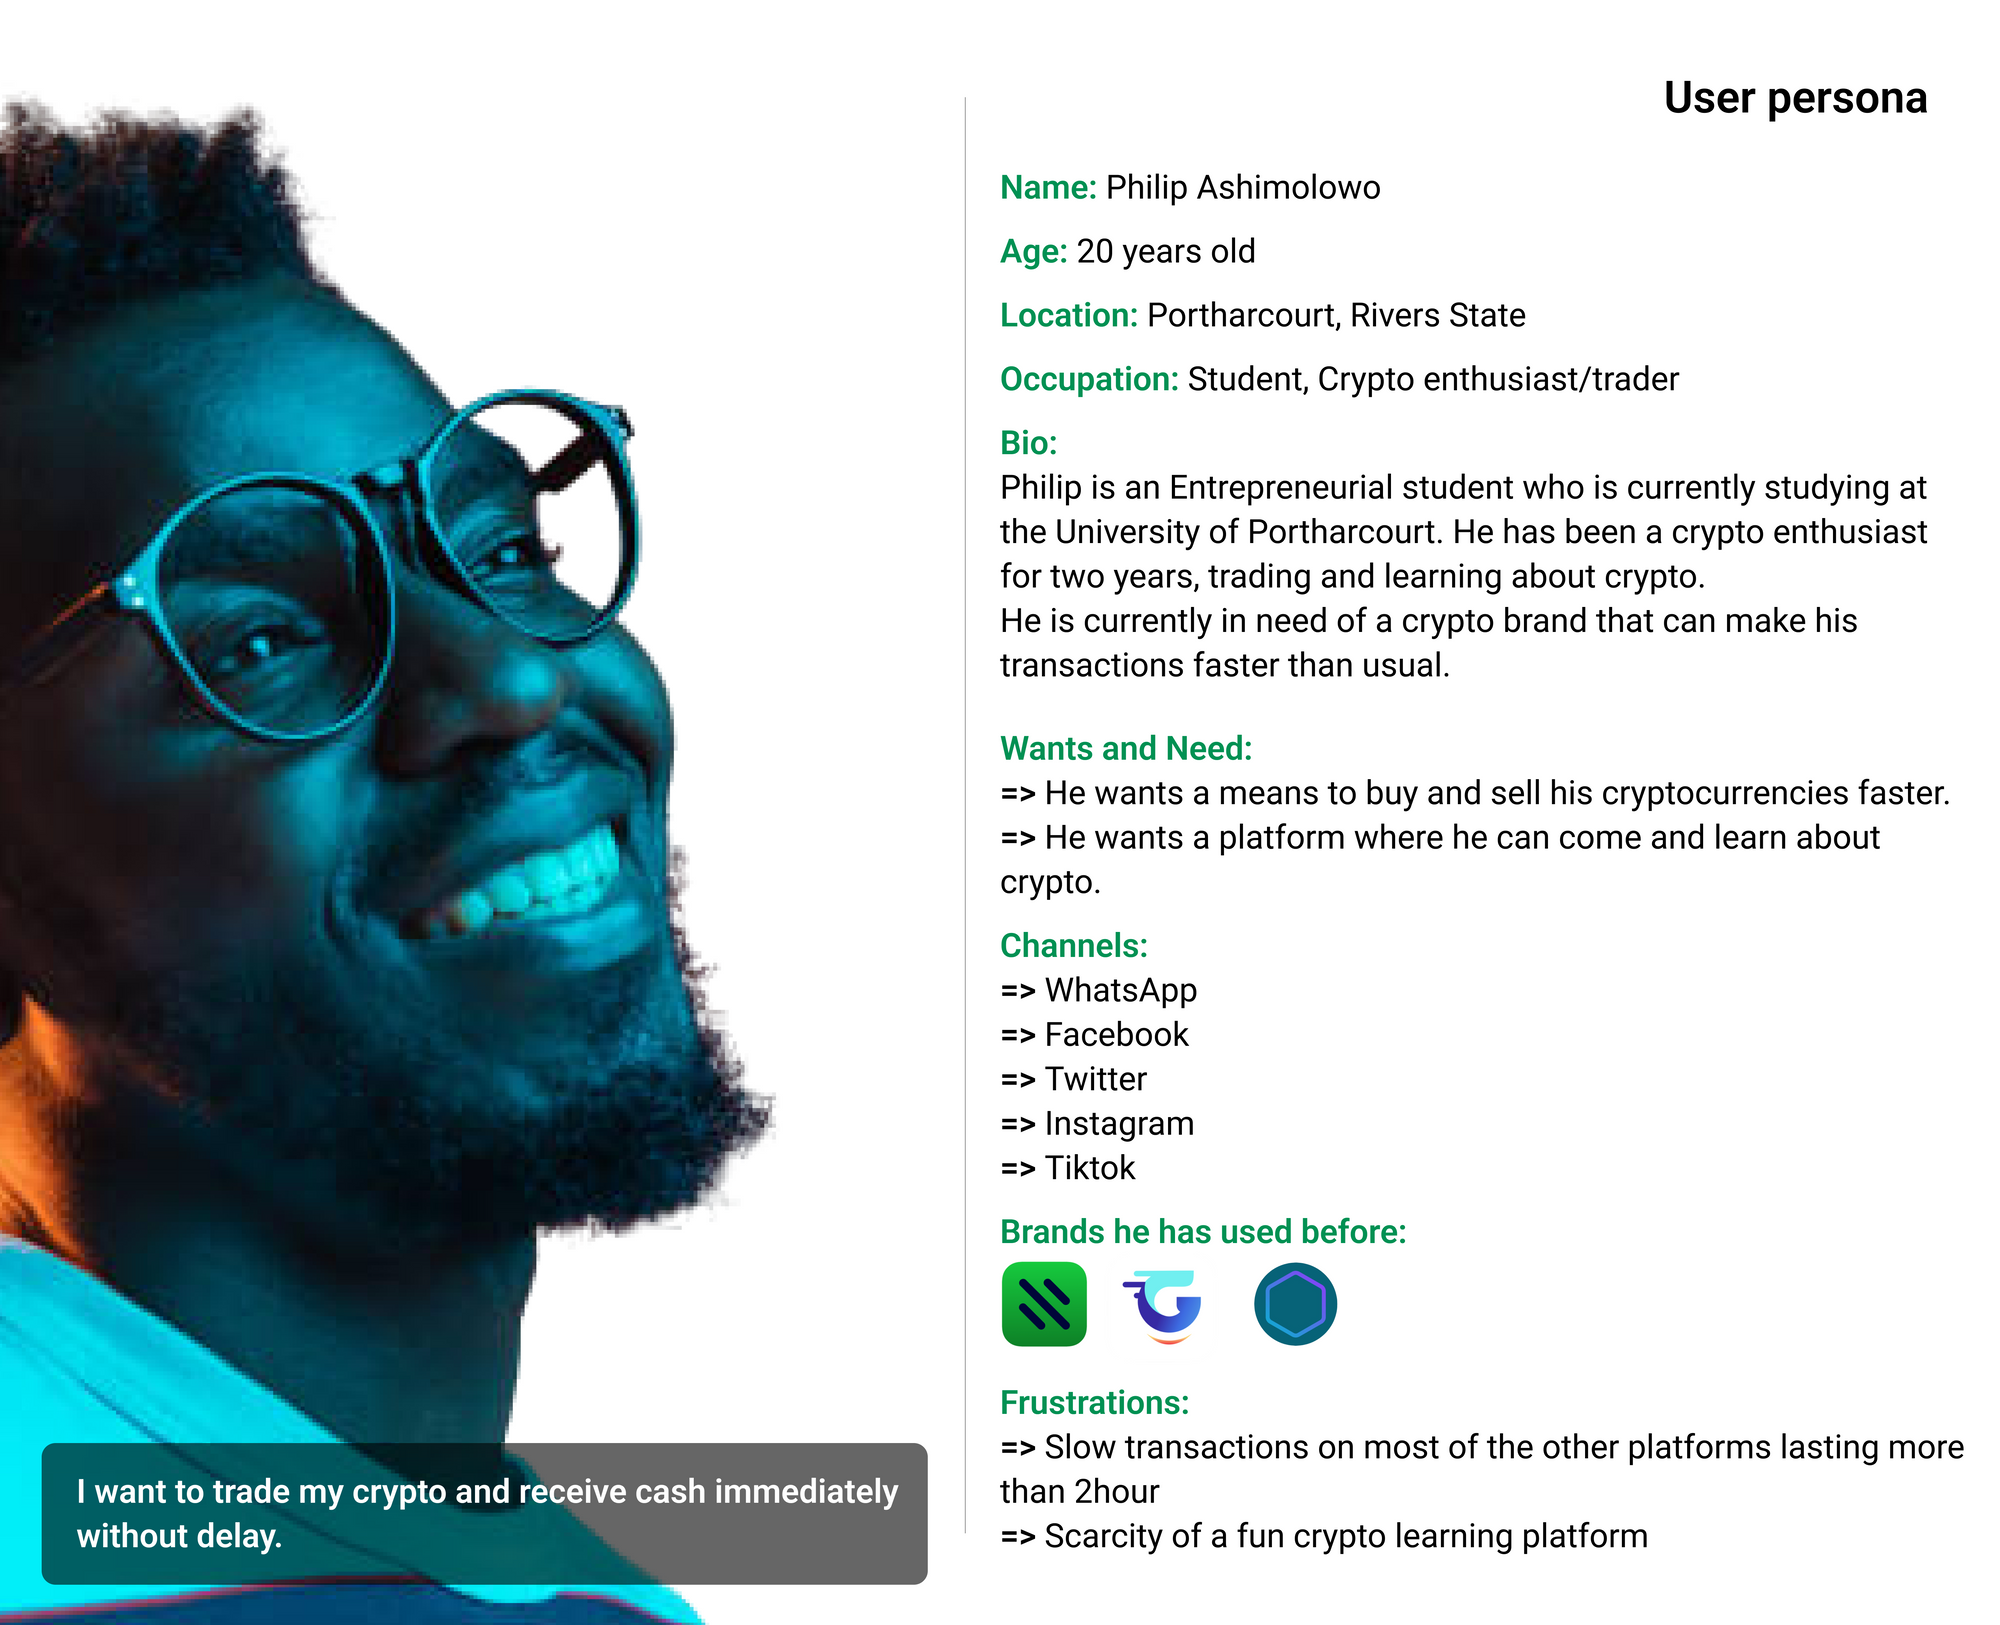 User persona
Name: Philip Ashimolowo
Age: 20 years old
Location: Portharcourt, Rivers State
Occupation: Student, Crypto enthusiast/trader
Bio:
Philip is an Entrepreneurial student who is currently studying at
the University of Portharcourt. He has been a crypto enthusiast
for two years, trading and learning about crypto.
He is currently in need of a crypto brand that can make his
transactions faster than usual.
Wants and Need:
=> He wants a means to buy and sell his cryptocurrencies faster.
=> He wants a platform where he can come and learn about
crypto.
Channels:
=> WhatsApp
=> Facebook
=> Twitter
=> Instagram
=> Tiktok
Brands he has used before:
Frustrations:
=> Slow transactions on most of the other platforms lasting more
than 2hour
=> Scarcity of a fun crypto learning platform
I want to trade my crypto and receive cash immediately
without delay.